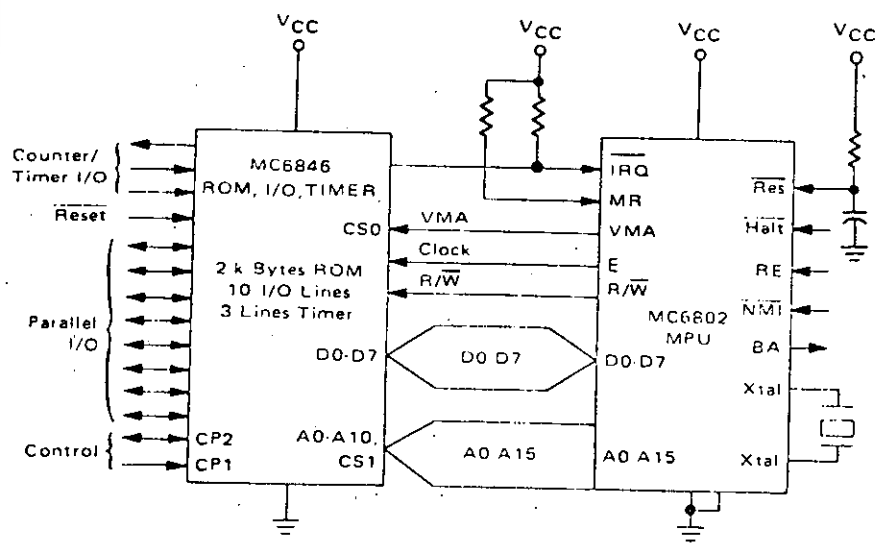 VCC
VCC
VCC
VCC
Counter/
Timer I/O
Reset
Parallel
I/O
Control
MC6846
ROM, I/O, TIMER
CS0
2 k Bytes ROM
10 I/O Lines
3 Lines Timer
D0-D7
CP2
CP1
A0-A10,
CS1
VMA
Clock
R/W
D0 D7
A0 A15
IRQ
MR
VMA
E
R/W
MC6802
MPU
D0-D7
A0 A15
Res
Halt
RE
NMI
BA
Xtal
Xtal